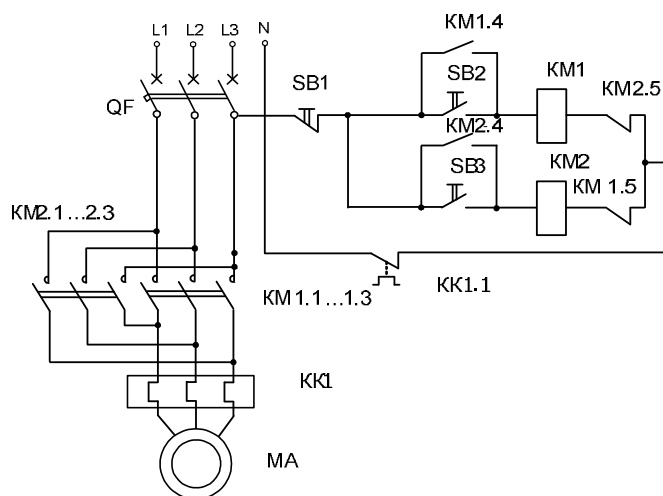 L1 L2 L3 N
KM1.4
SB1
SB2
KM1
KM2.5
QF
KM2.4
SB3
KM2
KM 1.5
KM2.1...2.3
KM1.1...1.3
KK1.1
KK1
MA